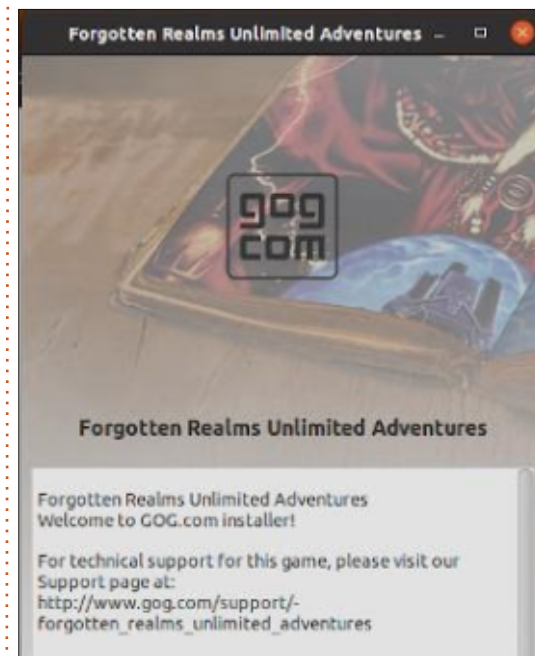 Forgotten Realms Unlimited Adventures
gog
com
Forgotten Realms Unlimited Adventures
Forgotten Realms Unlimited Adventures
Welcome to GOG.com installer!
For technical support for this game, please visit our
Support page at:
http://www.gog.com/support/-
forgotten_realms_unlimited_adventures